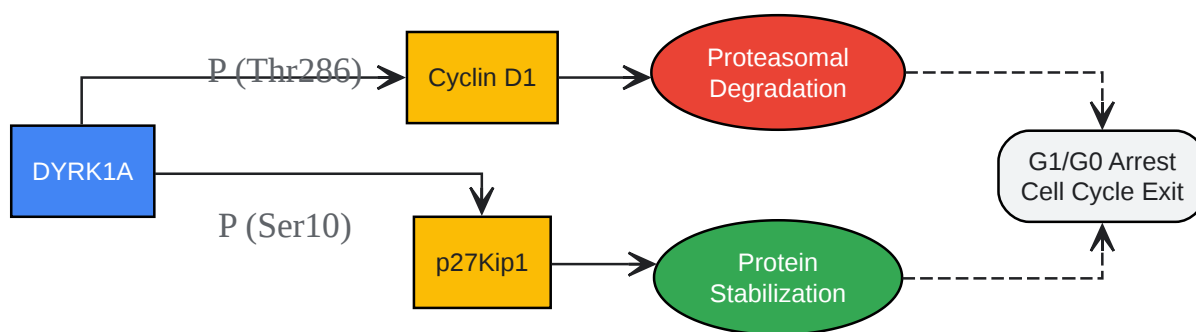 P (Thr286)
Cyclin D1
Proteasomal
Degradation
DYRK1A
G1/G0 Arrest
Cell Cycle Exit
P (Ser10)
p27Kip1
Protein
Stabilization